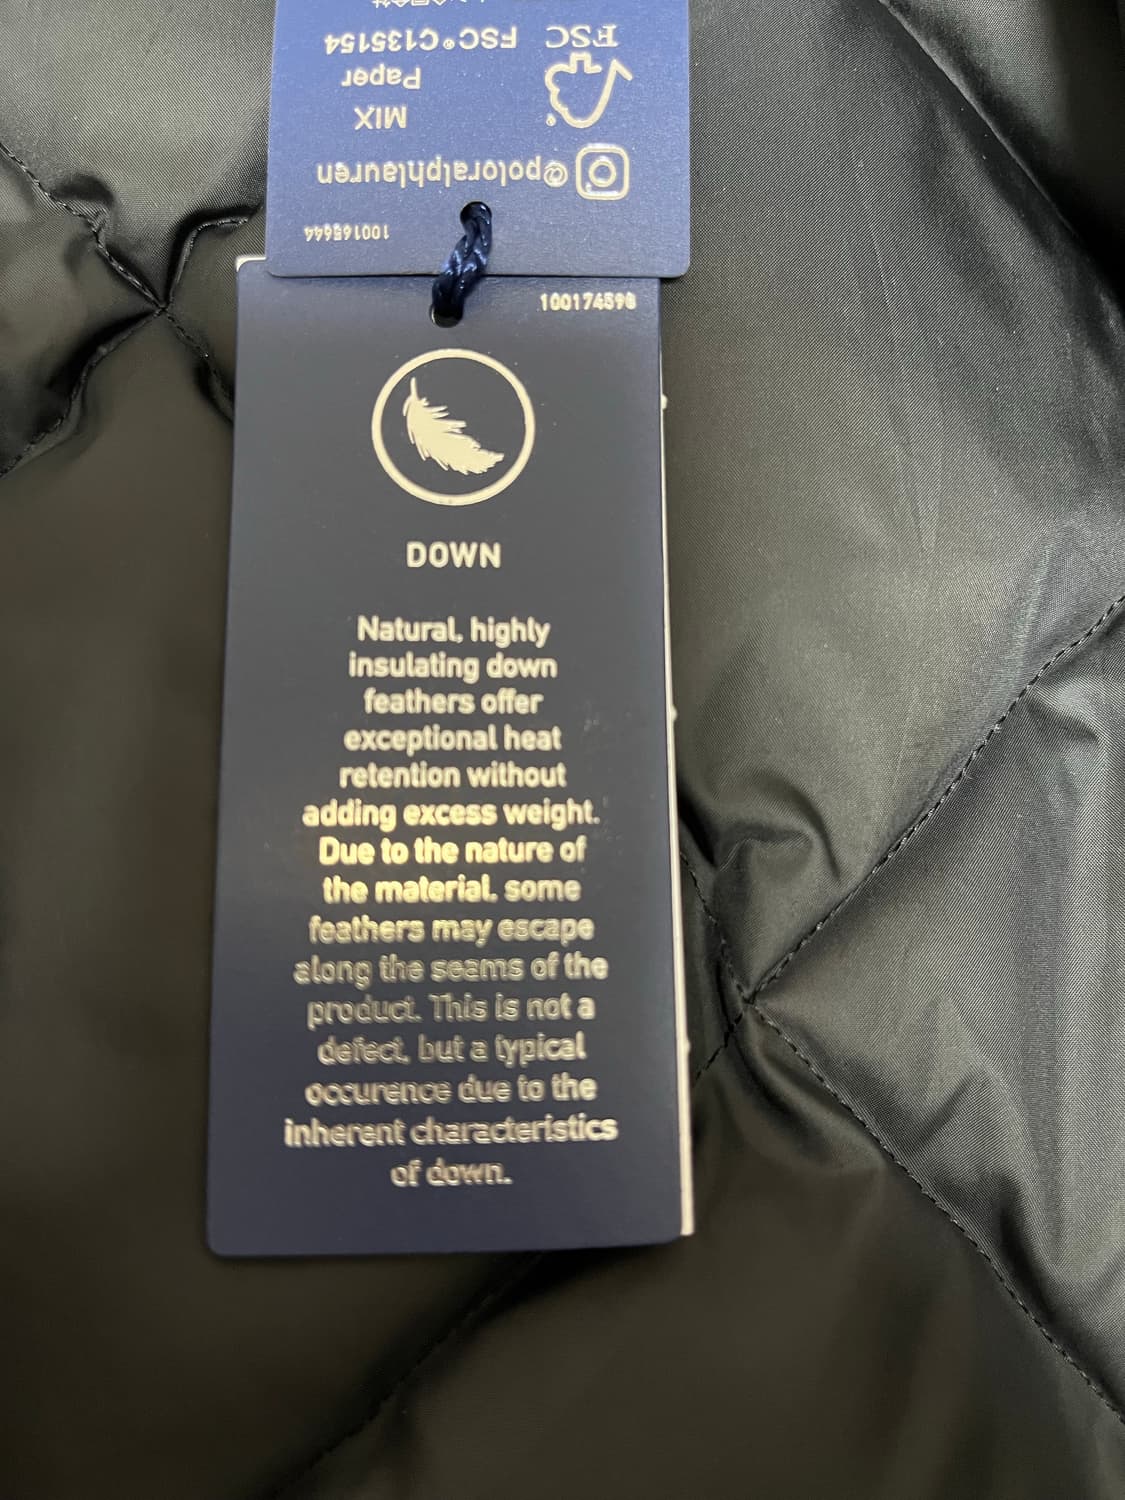 FSC® C135154
FSC
MIX
Paper
@poloralphlauren
100165644
100174598
DOWN
Natural, highly
insulating down
feathers offer
exceptional heat
retention without
adding excess weight.
Due to the nature of
the material, some
feathers may escape
along the seams of the
product. This is not a
defect, but a typical
occurence due to the
inherent characteristics
of down.